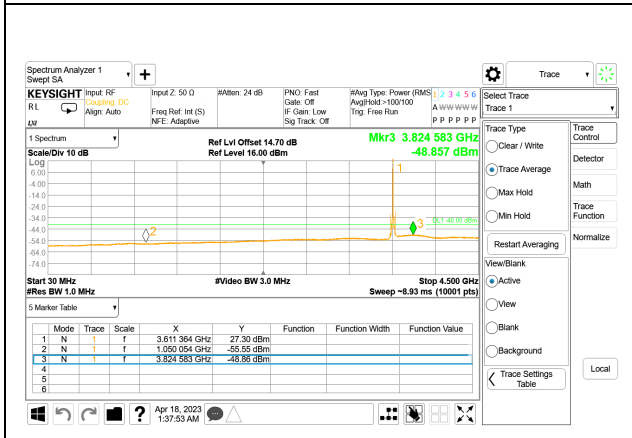 Spectrum Analyzer 1
Swept SA
+
Trace
KEYSIGHT Input: RF Input Z: 50 Ω #Atten: 24 dB PNO: Fast #Avg Type: Power (RMS 1 2 3 4 5 6
RL Coupling: DC Gate: Off Avg|Hold:>100/100 A W W W W W
Align: Auto Freq Ref: Int (S) IF Gain: Low Trig: Free Run
LXI NFE: Adaptive Sig Track: Off P P P P P P
Select Trace
Trace 1
1 Spectrum
Ref Lvl Offset 14.70 dB
Mkr3 3.824 583 GHz
Scale/Div 10 dB
Ref Level 16.00 dBm
-48.857 dBm
Log
6.00
-4.00
-14.0
-24.0
-34.0
-44.0
-54.0
-64.0
-74.0
1
2
3
DL1 -40.00 dBm
Start 30 MHz #Video BW 3.0 MHz Stop 4.500 GHz
#Res BW 1.0 MHz Sweep ~8.93 ms (10001 pts)
5 Marker Table
Mode Trace Scale X Y Function Function Width Function Value
1 N 1 f 3.611 364 GHz 27.30 dBm
2 N 1 f 1.050 054 GHz -55.55 dBm
3 N 1 f 3.824 583 GHz -48.86 dBm
4
5
6
Trace Type
Clear / Write
Trace Average
Max Hold
Min Hold
Restart Averaging
View/Blank
Active
View
Blank
Background
Trace Settings
Table
Trace
Control
Detector
Math
Trace
Function
Normalize
Local
? Apr 18, 2023
1:37:53 AM